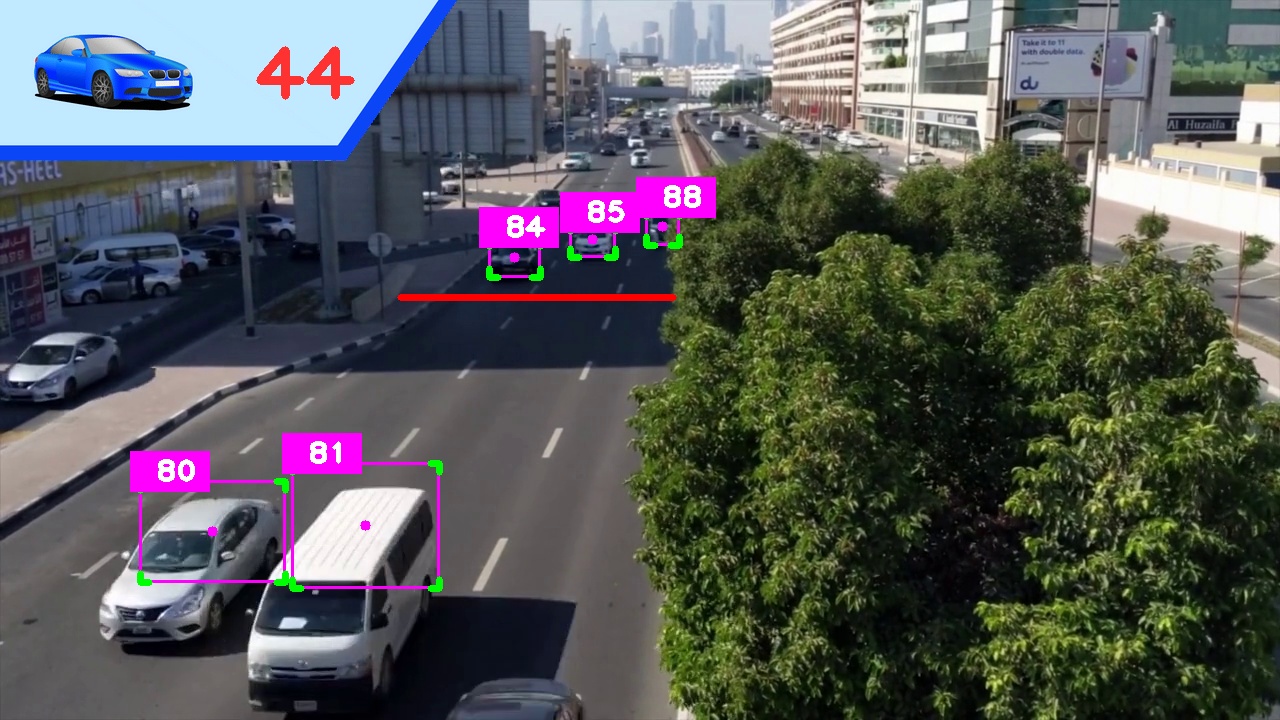 44
AS-HEEL
Take it to 11
with double data.
du
Al Huzaifa
88
85
84
81
80